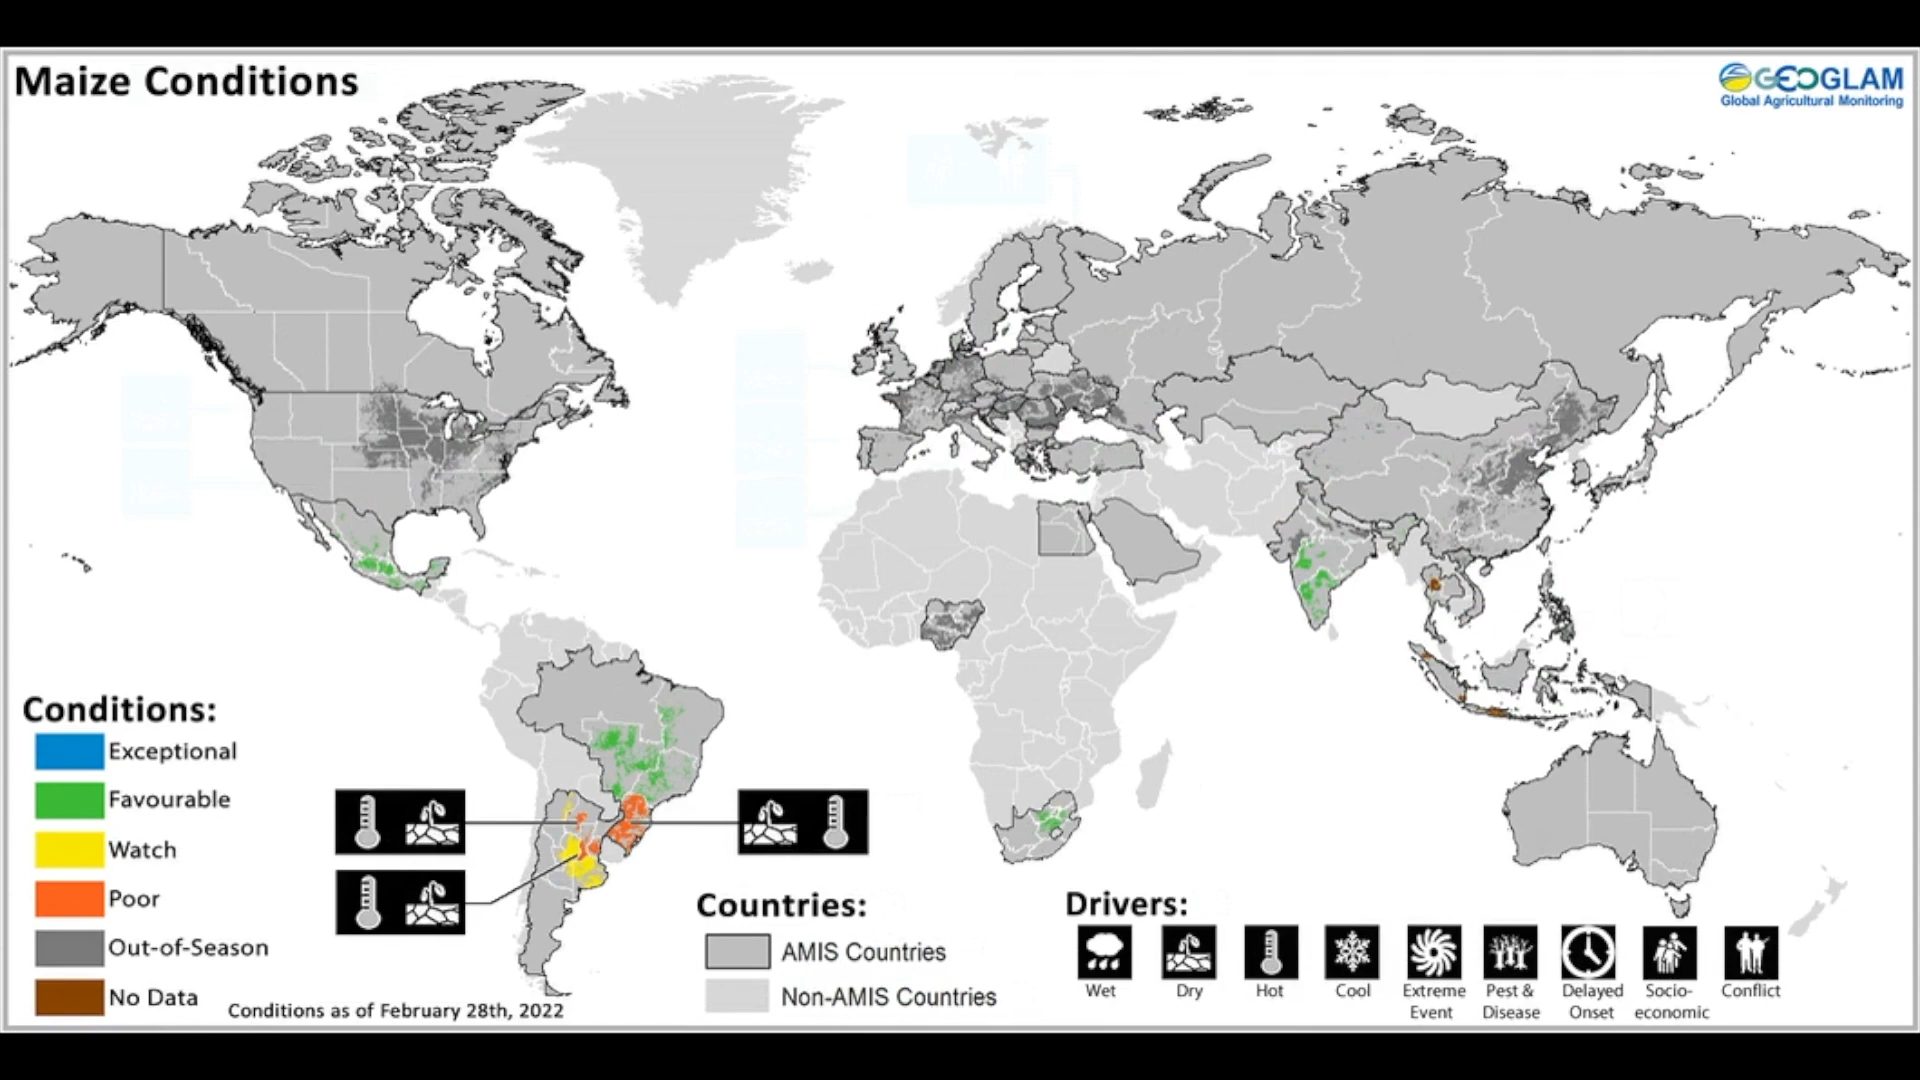 Maize Conditions
GEOGLAM
Global Agricultural Monitoring
Conditions:
Exceptional
Favourable
Watch
Poor
Out-of-Season
No Data
Conditions as of February 28th, 2022
Countries:
AMIS Countries
Non-AMIS Countries
Drivers:
Wet
Dry
Hot
Cool
Extreme
Event
Pest &
Disease
Delayed
Onset
Socio-
economic
Conflict